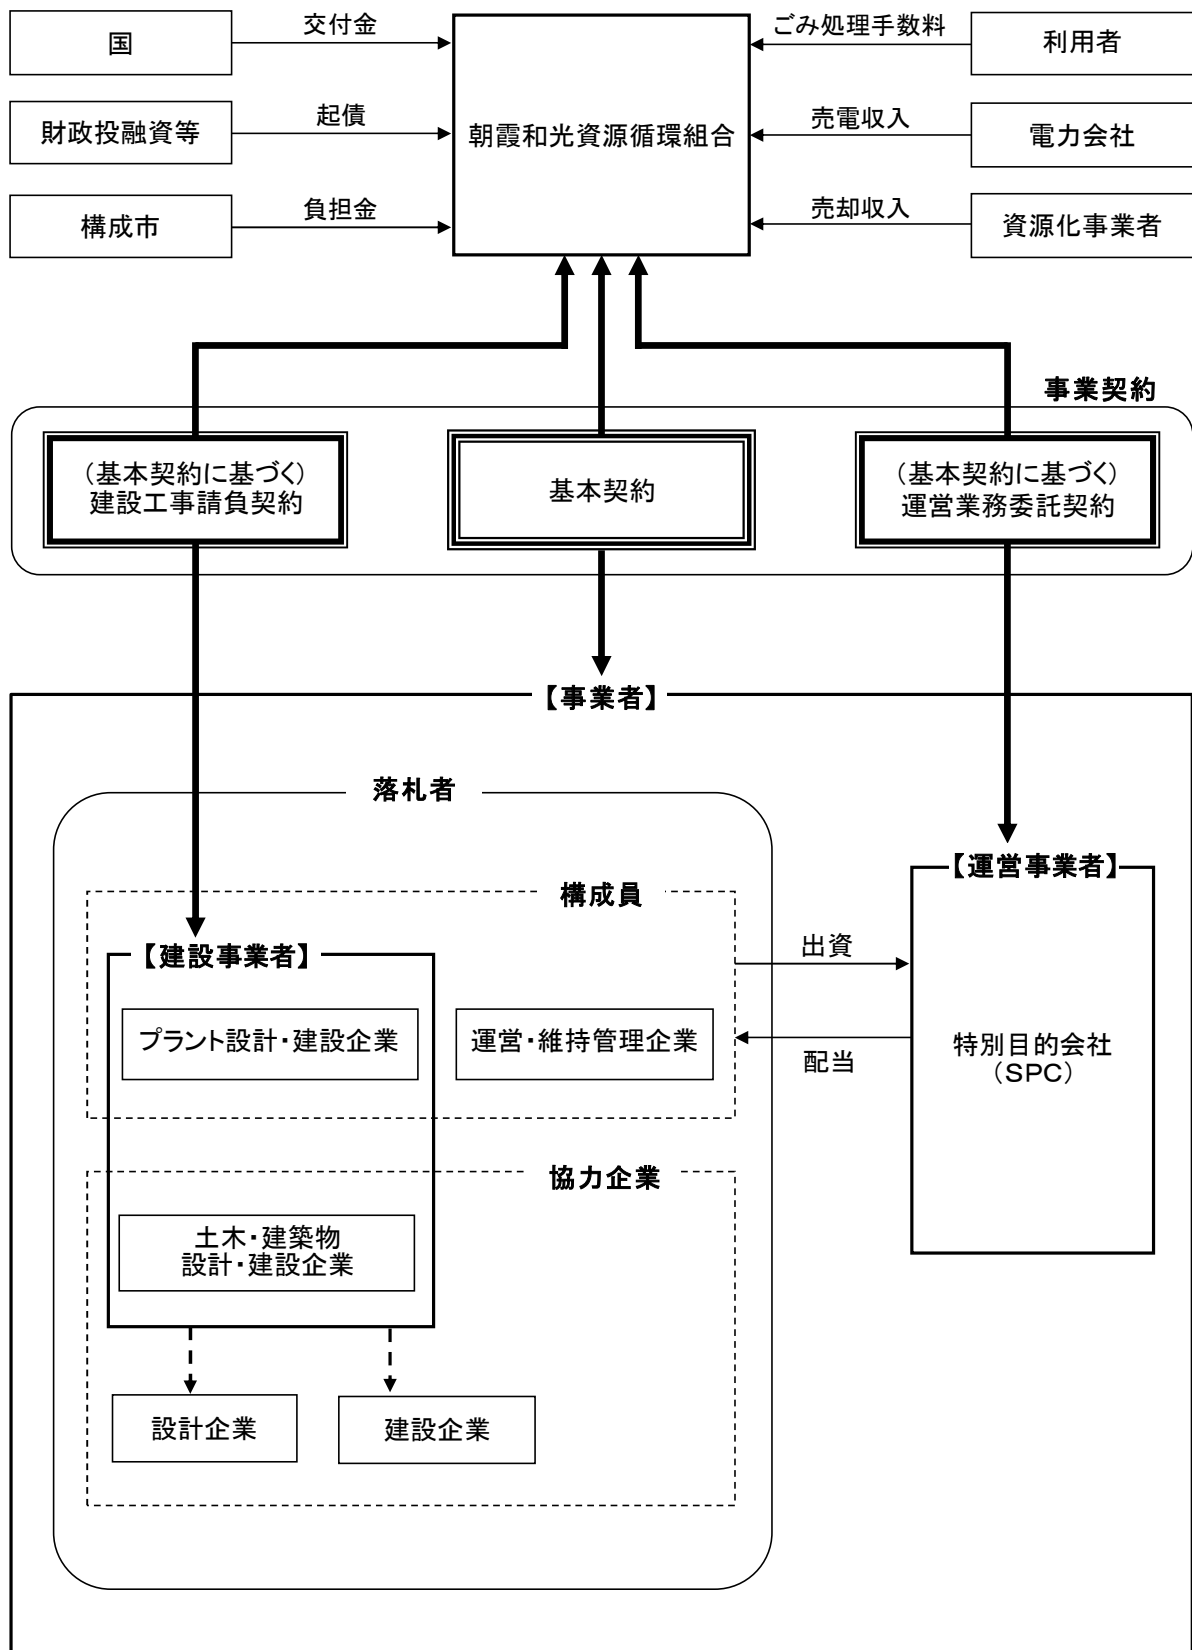 国
交付金
ごみ処理手数料
利用者
財政投融資等
起債
朝霞和光資源循環組合
売電収入
電力会社
構成市
負担金
売却収入
資源化事業者
事業契約
（基本契約に基づく）
建設工事請負契約
基本契約
（基本契約に基づく）
運営業務委託契約
【事業者】
落札者
【運営事業者】
構成員
【建設事業者】
出資
プラント設計・建設企業
運営・維持管理企業
配当
特別目的会社
（SPC）
協力企業
土木・建築物
設計・建設企業
設計企業
建設企業